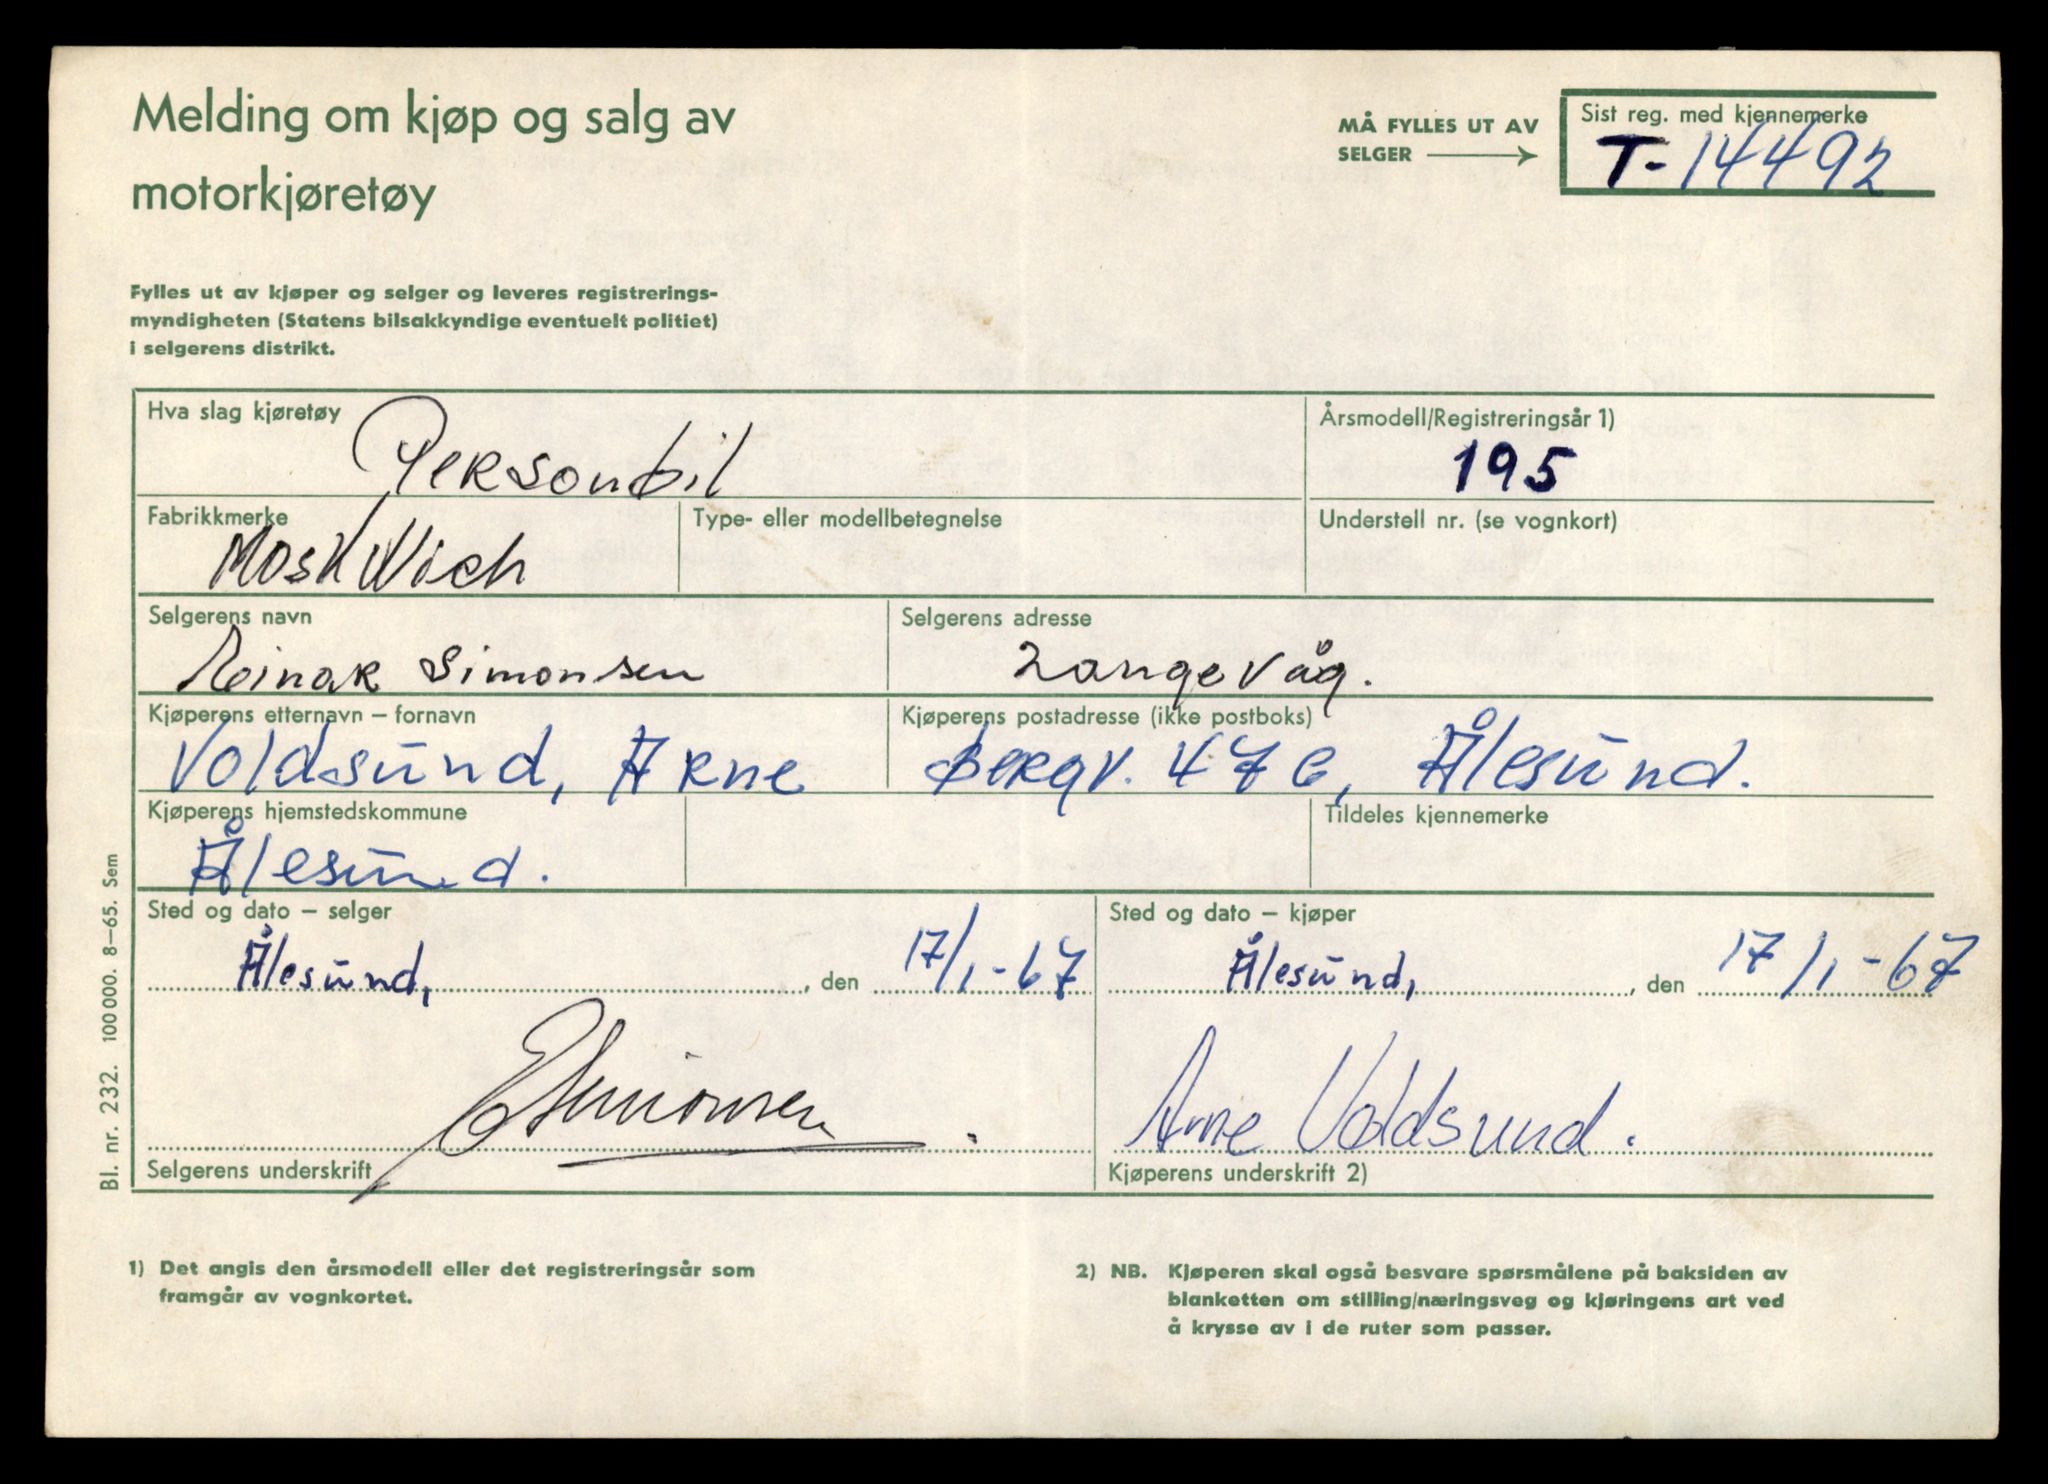 Melding om kjøp og salg av
motorkjøretøy
MÅ FYLLES UT AV
SELGER
Sist reg. med kjennemerke
T-14492
Fylles ut av kjøper og selger og leveres registrerings-
myndigheten (Statens bilsakkyndige eventuelt politiet)
i selgerens distrikt.
Hva slag kjøretøy
Personbil
Årsmodell/Registreringsår 1)
195
Fabrikkmerke
MoskWich
Type- eller modellbetegnelse
Understell nr. (se vognkort)
Selgerens navn
Simonsen
Selgerens adresse
Langevåg.
Kjøperens etternavn – fornavn
Voldsund, Arne
Kjøperens postadresse (ikke postboks)
Bergv. 47 , Ålesund.
Kjøperens hjemstedskommune
Ålesund.
Tildeles kjennemerke
Sted og dato – selger
Ålesund, , den 17/1-67
Sted og dato – kjøper
Ålesund, , den 17/1-67
ESimonsen
Selgerens underskrift
Arne Voldsund.
Kjøperens underskrift 2)
Bl. nr. 232. 100 000. 8–65. Sem
1) Det angis den årsmodell eller det registreringsår som
framgår av vognkortet.
2) NB. Kjøperen skal også besvare spørsmålene på baksiden av
blanketten om stilling/næringsveg og kjøringens art ved
å krysse av i de ruter som passer.